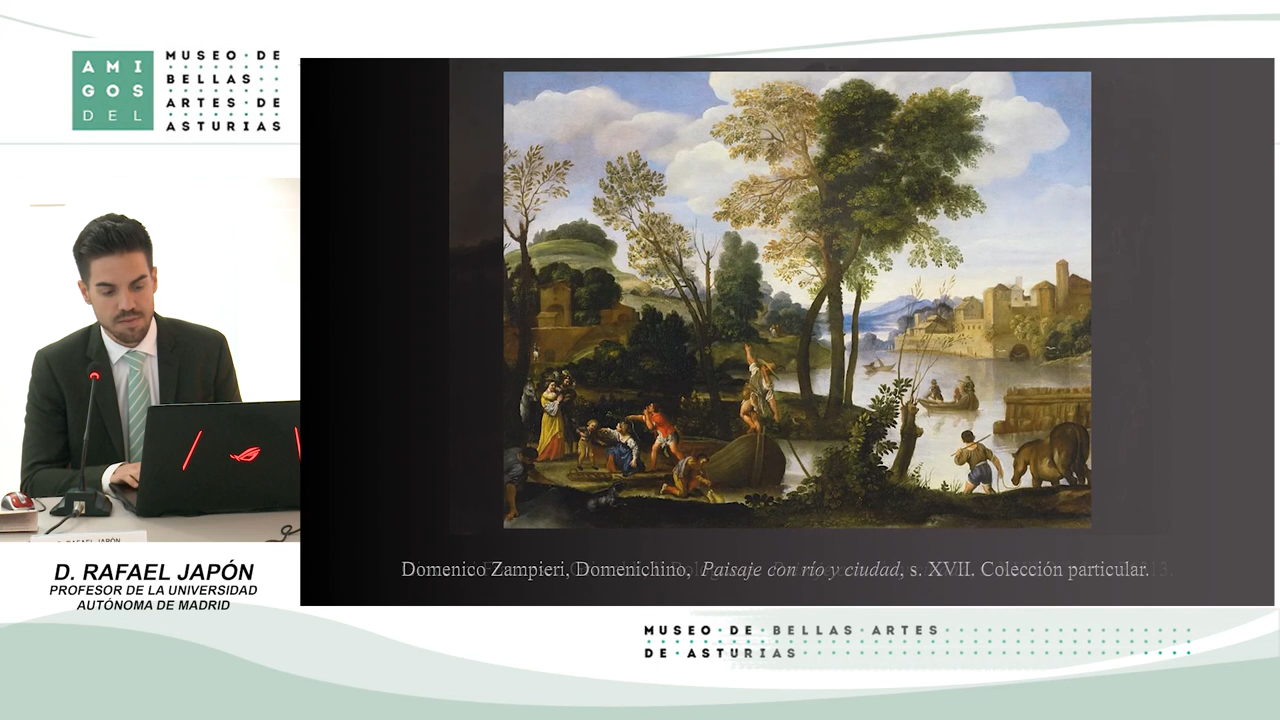 AMI
GOS
DEL
MUSEO DE
BELLAS
ARTES DE
ASTURIAS
D. RAFAEL JAPÓN
PROFESOR DE LA UNIVERSIDAD
AUTÓNOMA DE MADRID
Domenico Zampieri, Domenichino, Paisaje con río y ciudad, s. XVII. Colección particular.
MUSEO DE BELLAS ARTES
DE ASTURIAS